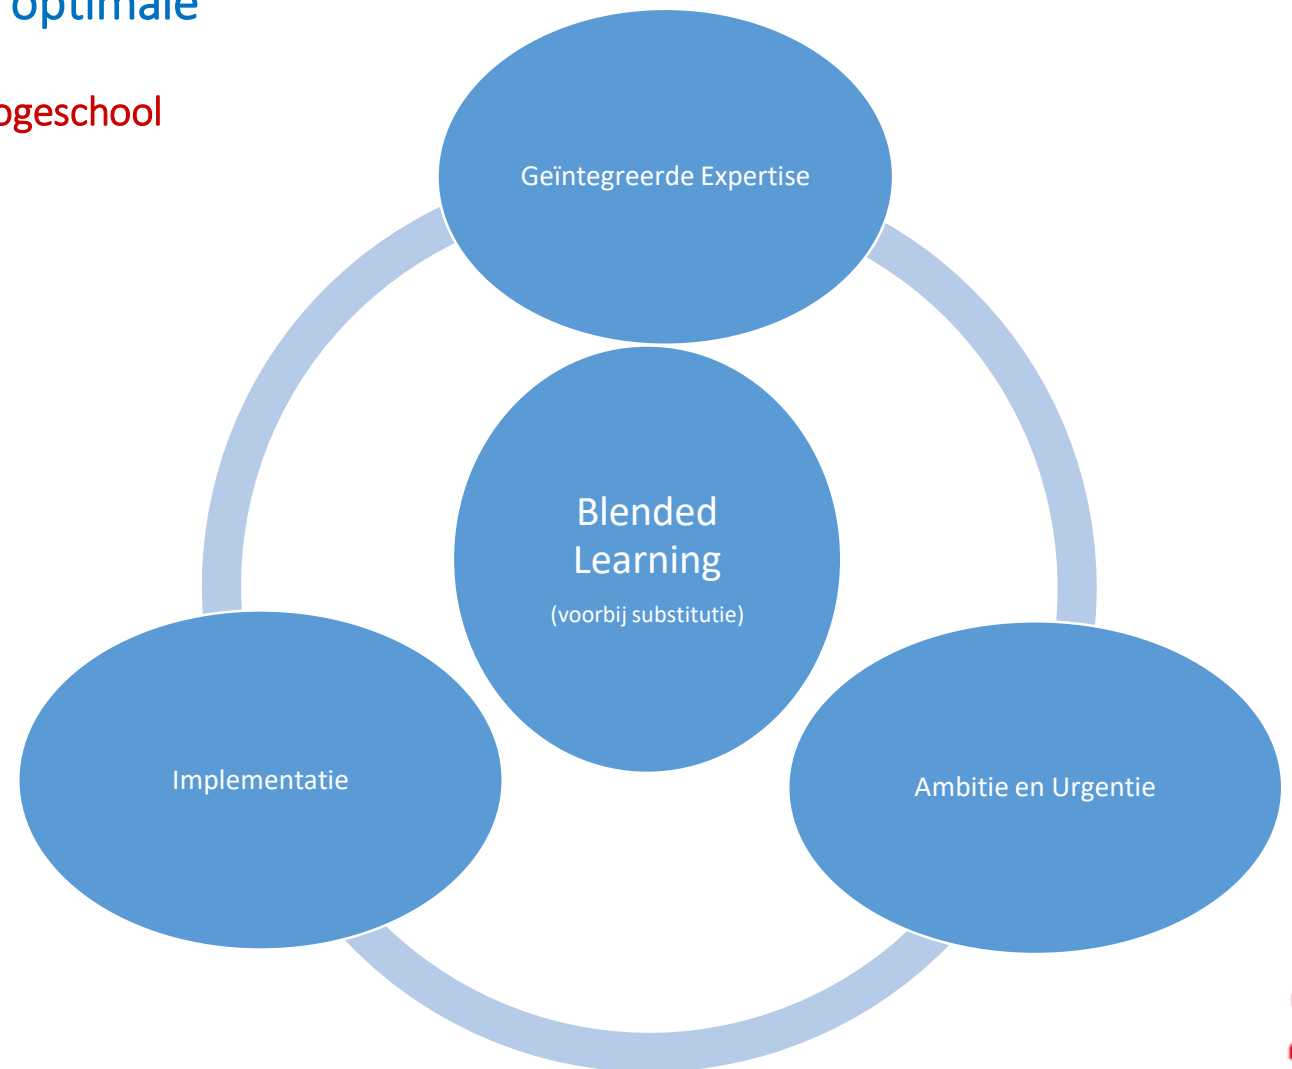 optimale
ogeschool
Geïntegreerde Expertise
Blended
Learning
(voorbij substitutie)
Implementatie
Ambitie en Urgentie